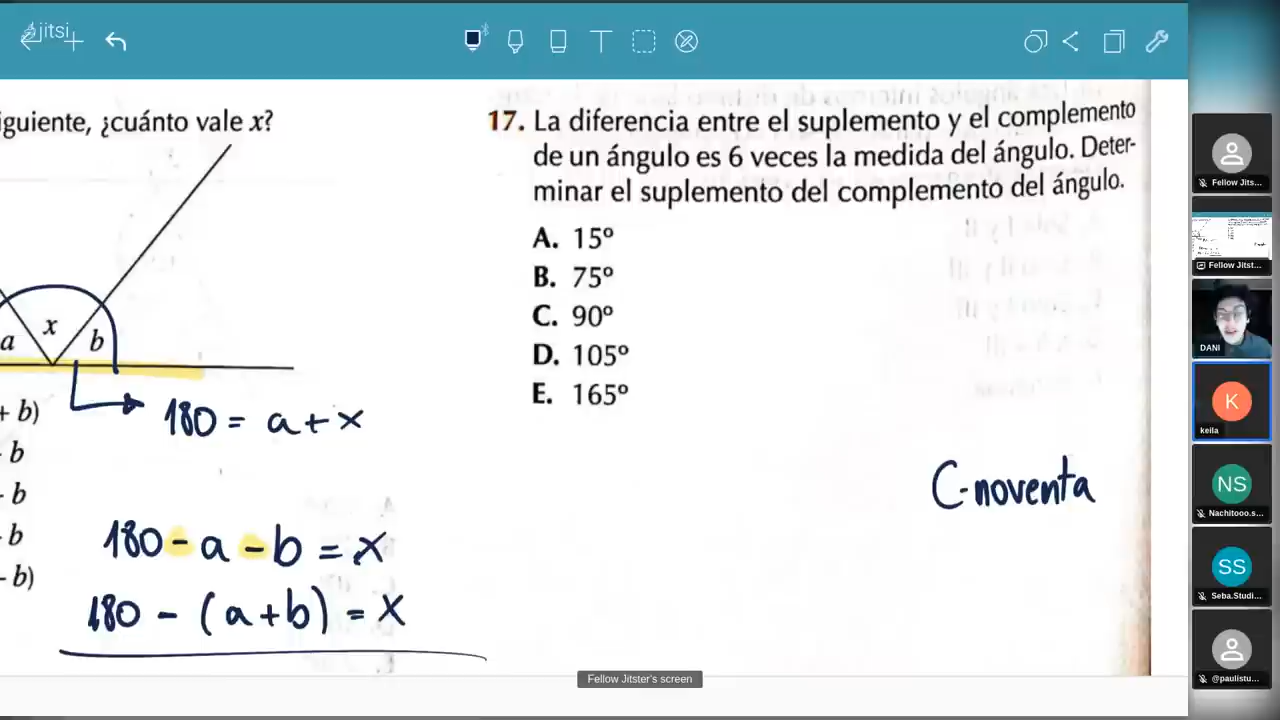 jitsi
iguiente, ¿cuánto vale x?
a
x
b
180 = a + x
+ b)
- b
- b
- b
- b)
180 - a - b = x
180 - (a + b) = x
17. La diferencia entre el suplemento y el complemento
de un ángulo es 6 veces la medida del ángulo. Deter-
minar el suplemento del complemento del ángulo.
A. 15º
B. 75º
C. 90º
D. 105º
E. 165º
C-noventa
Fellow Jitster's screen
Fellow Jits...
Fellow Jitst...
DANI
K
keila
NS
Nachitooo.s...
SS
Seba.Studi...
@paulistu...